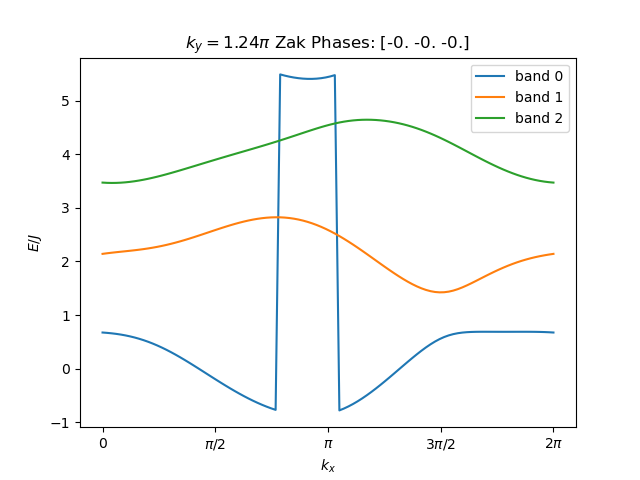 k_y = 1.24π Zak Phases: [-0. -0. -0.]
band 0
band 1
band 2
E/J
5
4
3
2
1
0
−1
0
π/2
π
3π/2
2π
k_x